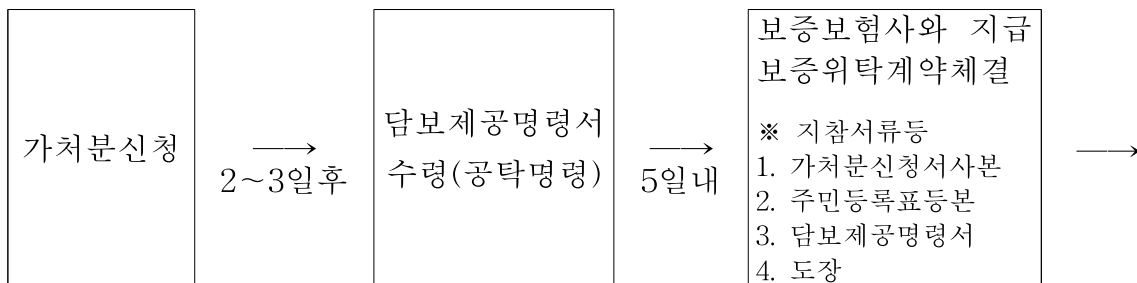 가처분신청
⟶
2~3일후
담보제공명령서
수령(공탁명령)
⟶
5일내
보증보험사와 지급
보증위탁계약체결
※ 지참서류등
1. 가처분신청서사본
2. 주민등록표등본
3. 담보제공명령서
4. 도장
⟶